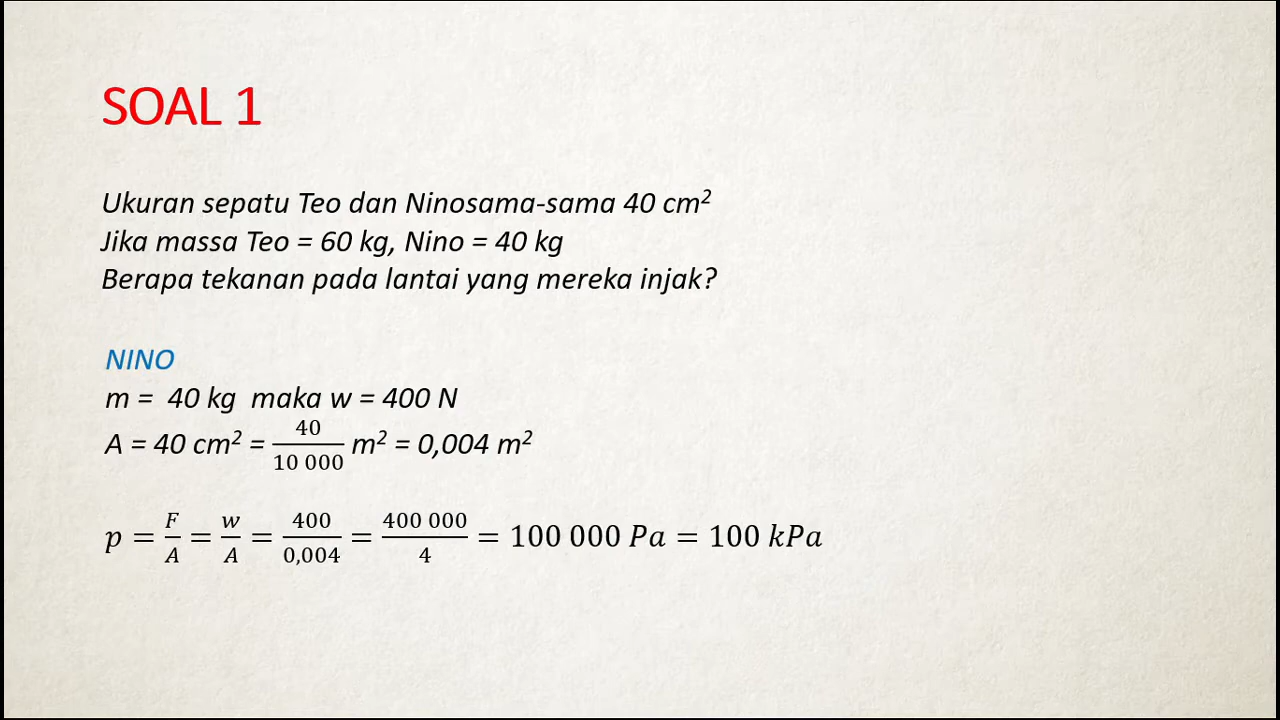 SOAL 1
Ukuran sepatu Teo dan Ninosama-sama 40 cm²
Jika massa Teo = 60 kg, Nino = 40 kg
Berapa tekanan pada lantai yang mereka injak?
NINO
m = 40 kg maka w = 400 N
A = 40 cm² = 40/10 000 m² = 0,004 m²
p = F/A = w/A = 400/0,004 = 400 000/4 = 100 000 Pa = 100 kPa